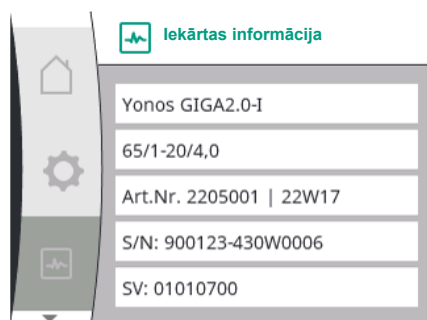 Iekārtas informācija
Yonos GIGA2.0-I
65/1-20/4,0
Art.Nr. 2205001 | 22W17
S/N: 900123-430W0006
SV: 01010700